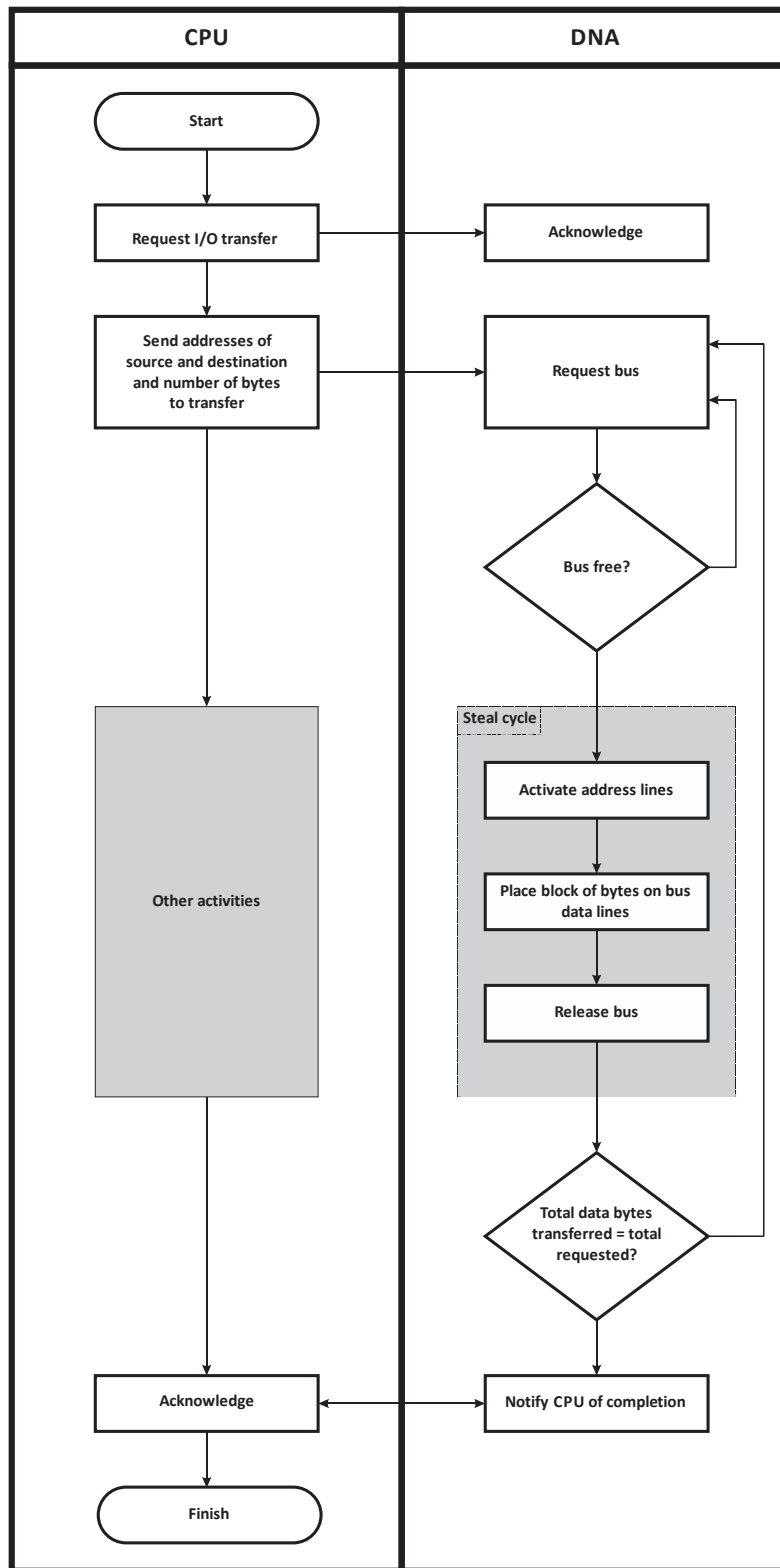 CPU
DNA
Start
Request I/O transfer
Acknowledge
Send addresses of
source and destination
and number of bytes
to transfer
Request bus
Bus free?
Steal cycle
Activate address lines
Other activities
Place block of bytes on bus
data lines
Release bus
Total data bytes
transferred = total
requested?
Acknowledge
Notify CPU of completion
Finish